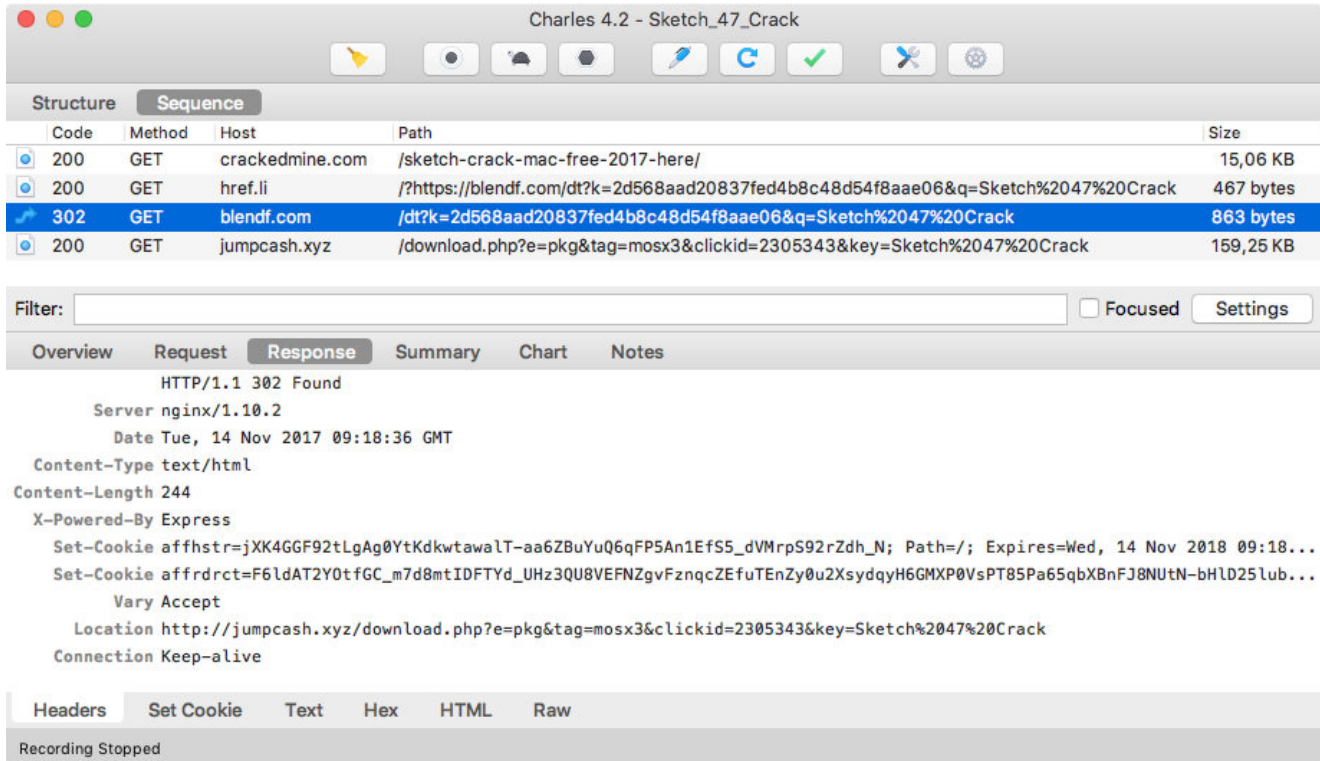 Charles 4.2 - Sketch_47_Crack
Structure Sequence
Code Method Host Path Size
200 GET crackedmine.com /sketch-crack-mac-free-2017-here/ 15,06 KB
200 GET href.li /?https://blendf.com/dt?k=2d568aad20837fed4b8c48d54f8aae06&q=Sketch%2047%20Crack 467 bytes
302 GET blendf.com /dt?k=2d568aad20837fed4b8c48d54f8aae06&q=Sketch%2047%20Crack 863 bytes
200 GET jumpcash.xyz /download.php?e=pkg&tag=mosx3&clickid=2305343&key=Sketch%2047%20Crack 159,25 KB
Filter: Focused Settings
Overview Request Response Summary Chart Notes
HTTP/1.1 302 Found
Server nginx/1.10.2
Date Tue, 14 Nov 2017 09:18:36 GMT
Content-Type text/html
Content-Length 244
X-Powered-By Express
Set-Cookie affhstr=jXK4GGF92tLgAg0YtKdkwtawalT-aa6ZBuYuQ6qFP5An1EfS5_dVMrpS92rZdh_N; Path=/; Expires=Wed, 14 Nov 2018 09:18...
Set-Cookie affrdrct=F6ldAT2YOtfGC_m7d8mtIDFTYd_UHz3QU8VEFNZgvFznqcZEfuTEnZy0u2XsydqyH6GMXP0VsPT85Pa65qbXBnFJ8NUtN-bHlD25lub...
Vary Accept
Location http://jumpcash.xyz/download.php?e=pkg&tag=mosx3&clickid=2305343&key=Sketch%2047%20Crack
Connection Keep-alive
Headers Set Cookie Text Hex HTML Raw
Recording Stopped